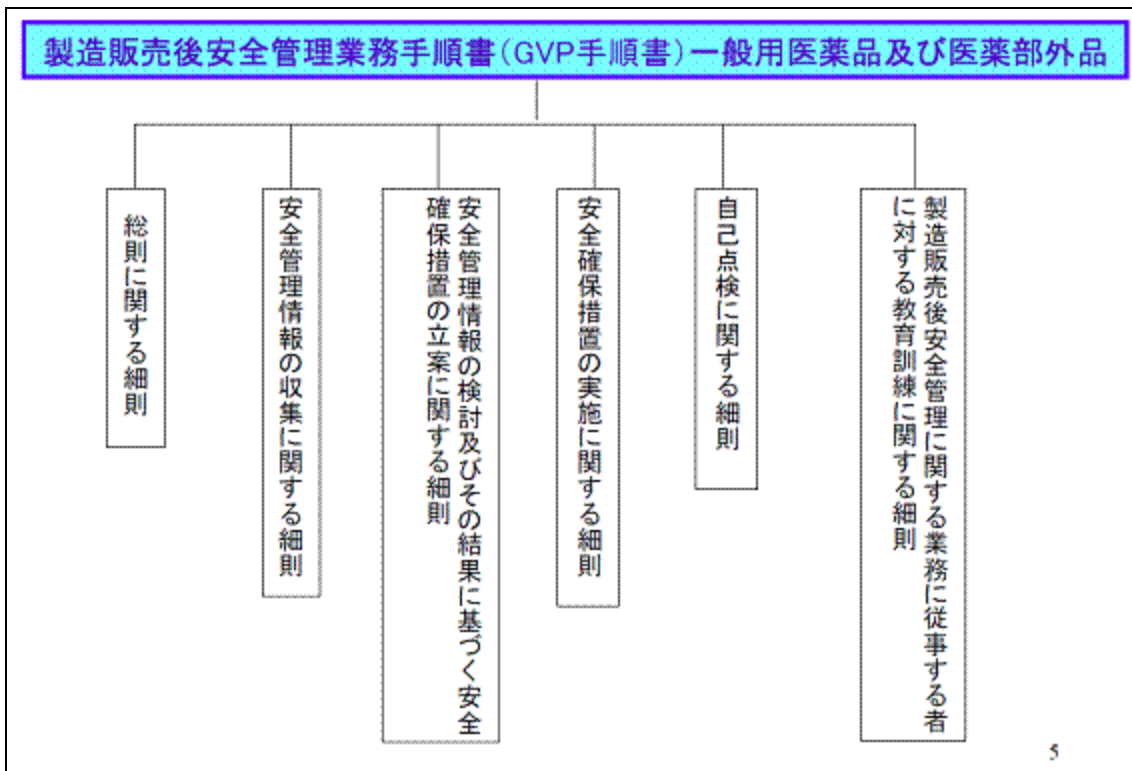 製造販売後安全管理業務手順書(GVP手順書)一般用医薬品及び医薬部外品
総則に関する細則
安全管理情報の収集に関する細則
安全管理情報の検討及びその結果に基づく安全
確保措置の立案に関する細則
安全確保措置の実施に関する細則
自己点検に関する細則
製造販売後安全管理に関する業務に従事する者
に対する教育訓練に関する細則
5